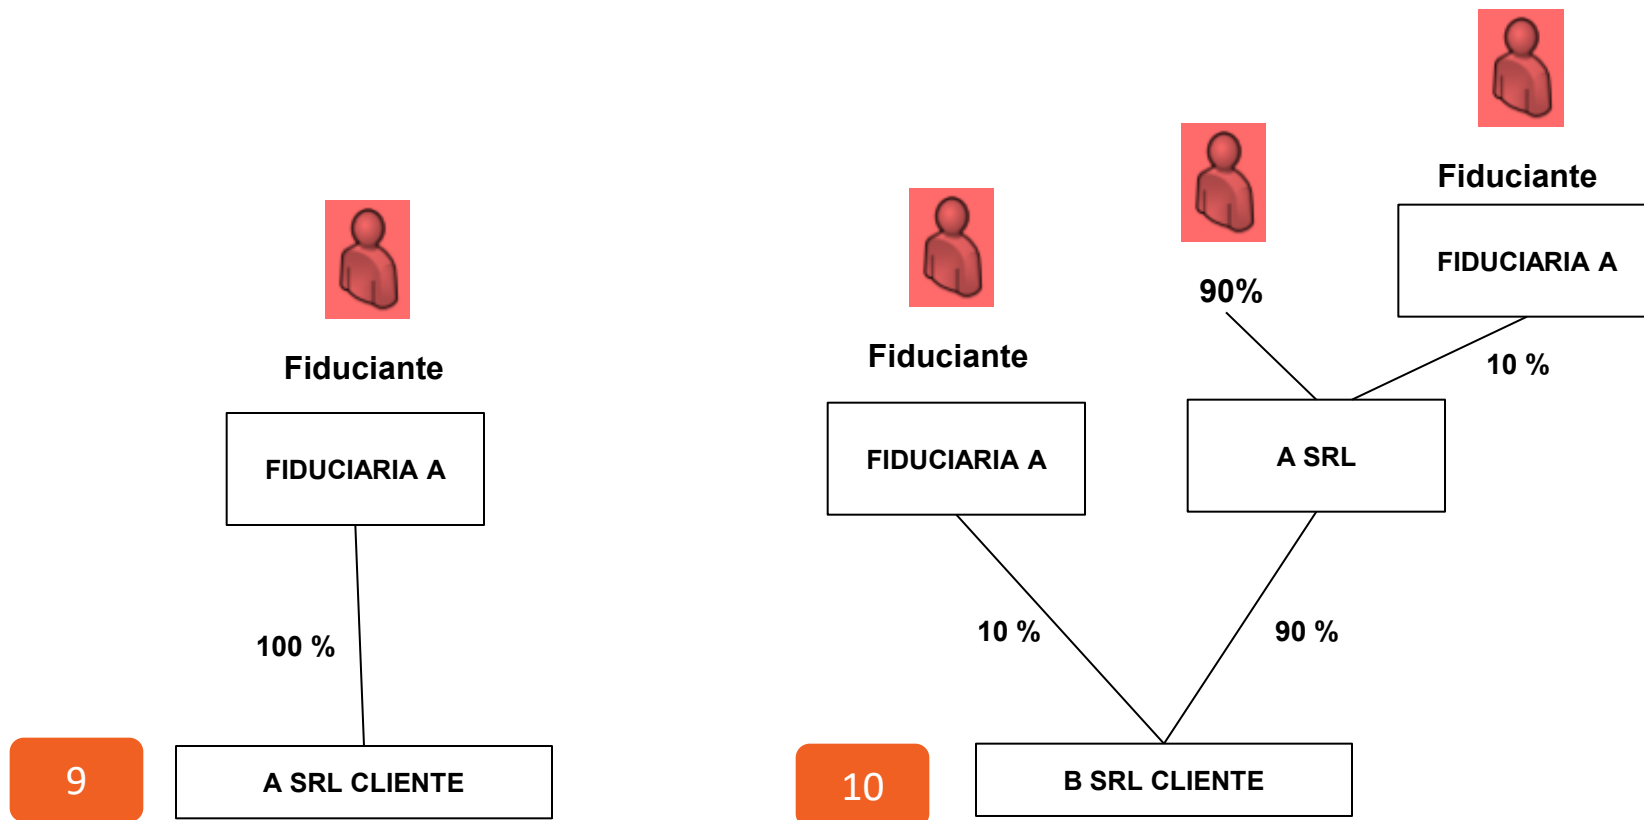 Fiduciante
FIDUCIARIA A
100 %
9
A SRL CLIENTE
Fiduciante
90%
Fiduciante
FIDUCIARIA A
10 %
FIDUCIARIA A
A SRL
10 %
90 %
10
B SRL CLIENTE